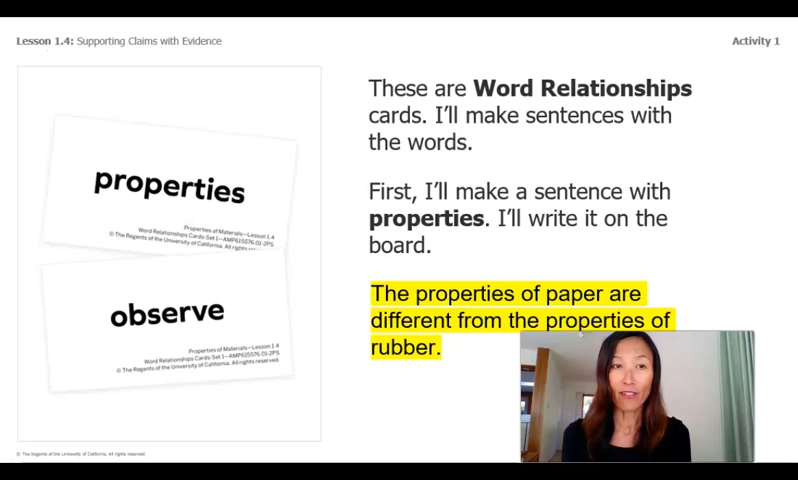 Lesson 1.4: Supporting Claims with Evidence
Activity 1
properties
Properties of Materials—Lesson 1.4
Word Relationships Cards: Set 1—AMP615576.01-2PS
© The Regents of the University of California. All rights
observe
Properties of Materials—Lesson 1.4
Word Relationships Cards: Set 1—AMP615576.01-2PS
© The Regents of the University of California. All rights reserved.
These are Word Relationships
cards. I'll make sentences with
the words.
First, I'll make a sentence with
properties. I'll write it on the
board.
The properties of paper are
different from the properties of
rubber.
© The Regents of the University of California. All rights reserved.